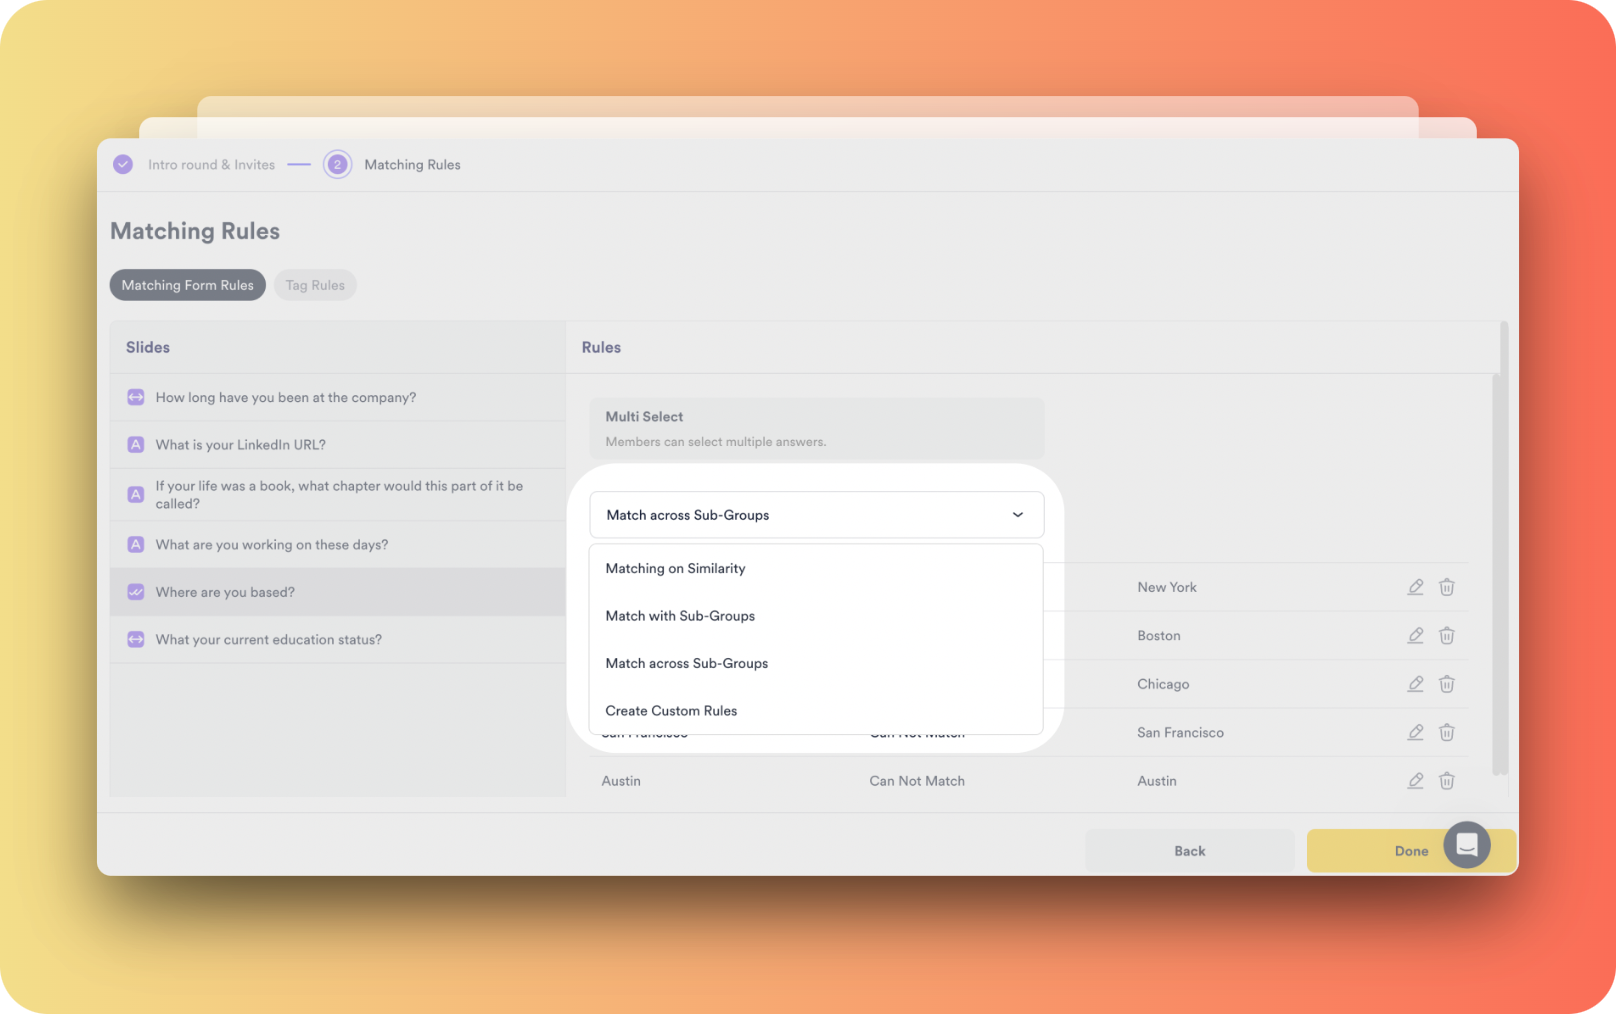 Intro round & Invites 2 Matching Rules
Matching Rules
Matching Form Rules Tag Rules
Slides
How long have you been at the company?
A What is your LinkedIn URL?
A If your life was a book, what chapter would this part of it be
called?
A What are you working on these days?
Where are you based?
What your current education status?
Rules
Multi Select
Members can select multiple answers.
Match across Sub-Groups
Matching on Similarity
Match with Sub-Groups
Match across Sub-Groups
Create Custom Rules
New York
Boston
Chicago
San Francisco Can Not Match San Francisco
Austin Can Not Match Austin
Back Done